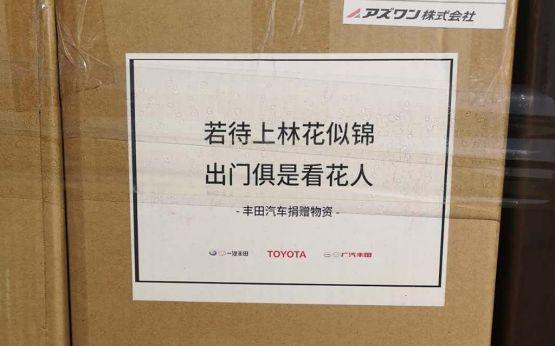 アズワン株式会社
若待上林花似锦
出门俱是看花人
- 丰田汽车捐赠物资 -
一汽丰田 TOYOTA 广汽丰田